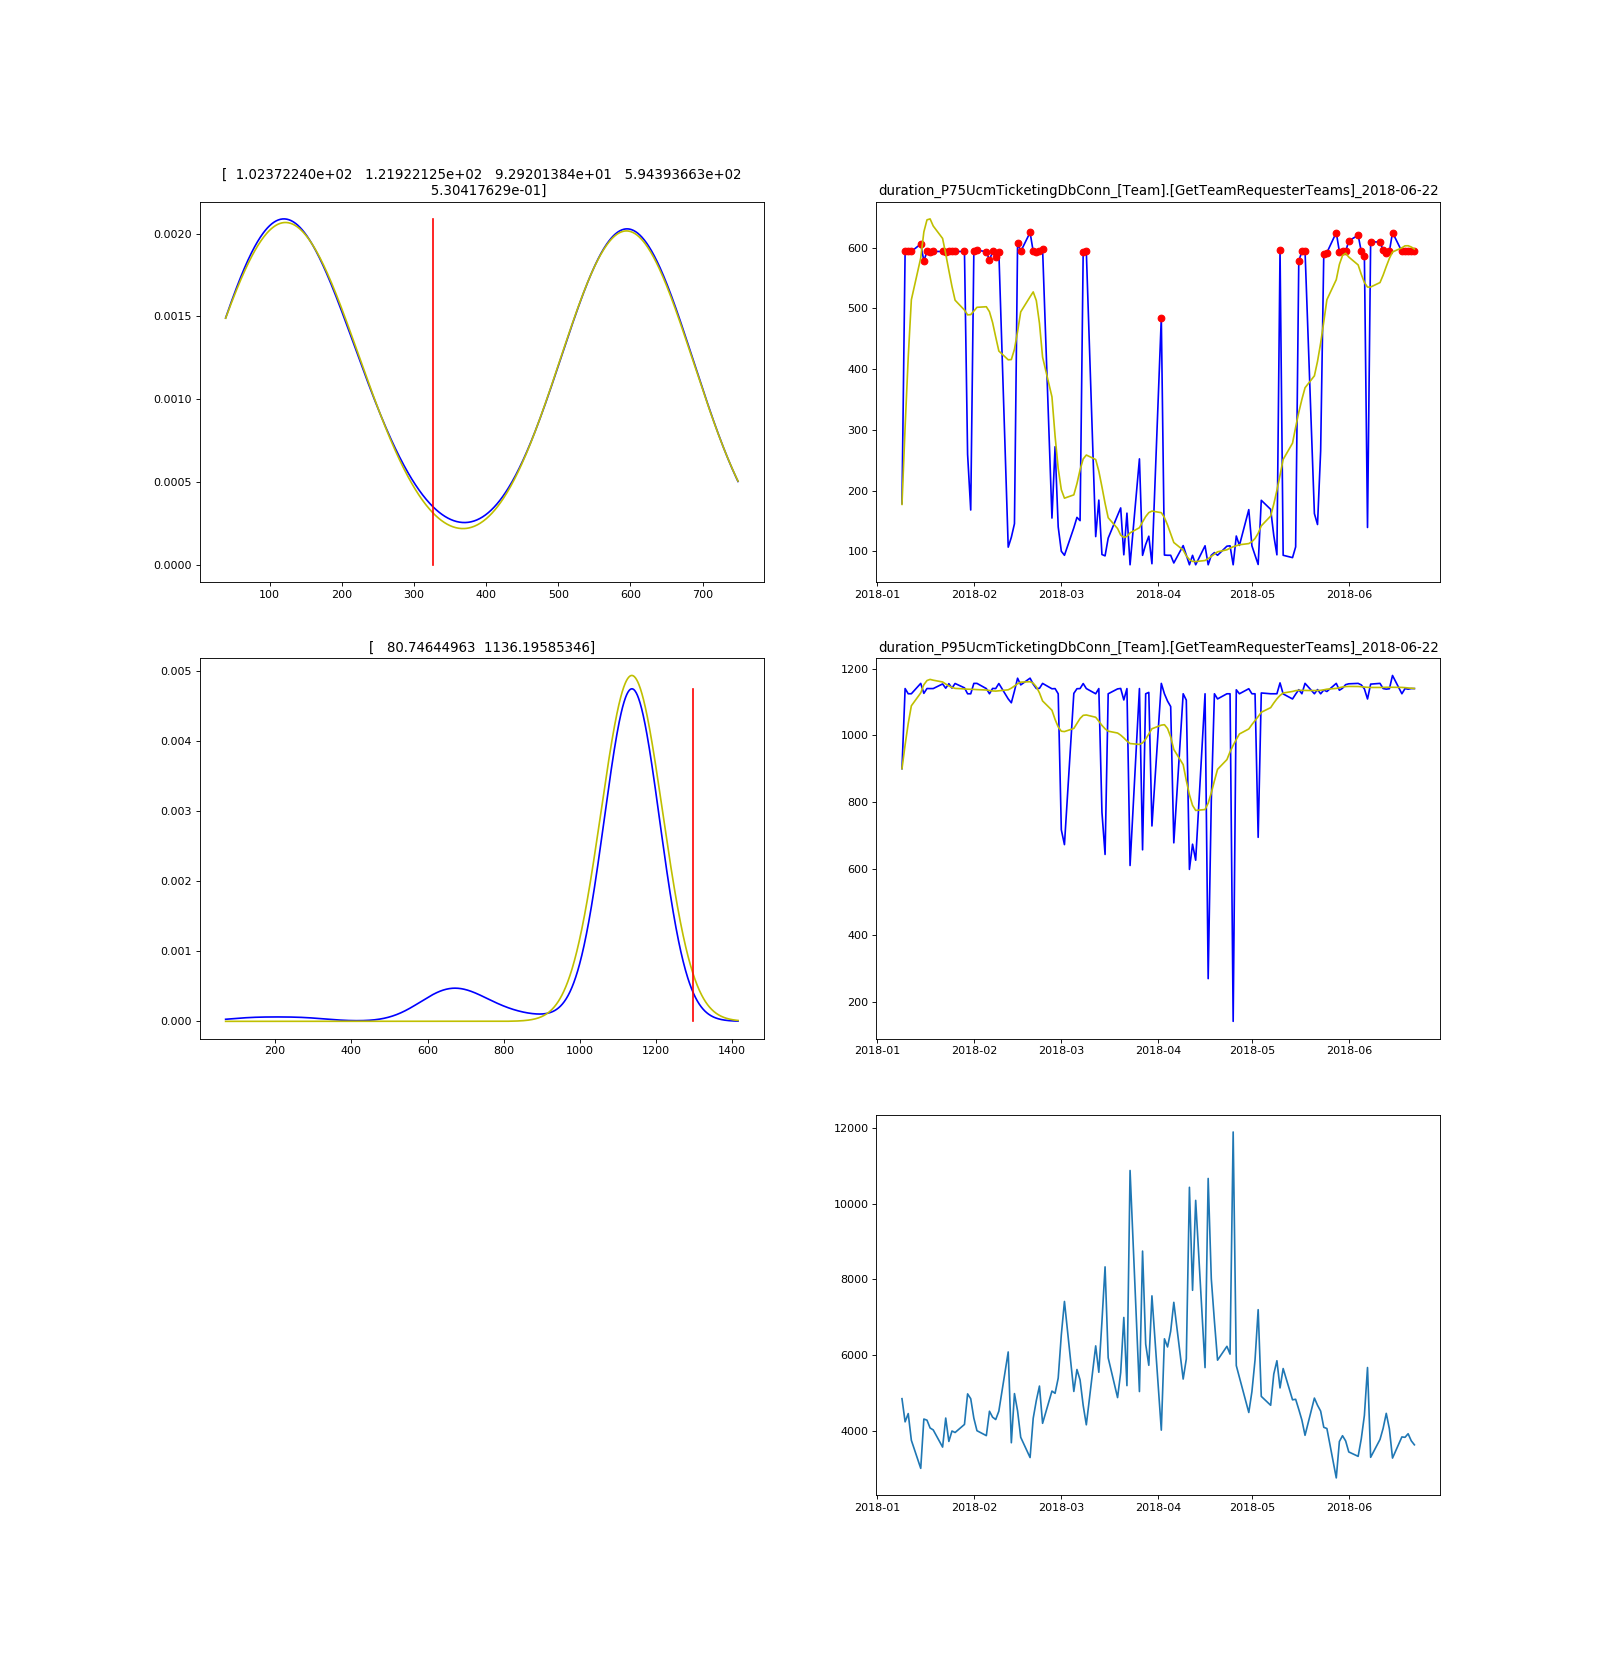 [  1.02372240e+02   1.21922125e+02   9.29201384e+01   5.94393663e+02
5.30417629e-01]
0.0020
0.0015
0.0010
0.0005
0.0000
100 200 300 400 500 600 700
duration_P75UcmTicketingDbConn_[Team].[GetTeamRequesterTeams]_2018-06-22
600
500
400
300
200
100
2018-01 2018-02 2018-03 2018-04 2018-05 2018-06
[   80.74644963  1136.19585346]
0.005
0.004
0.003
0.002
0.001
0.000
200 400 600 800 1000 1200 1400
duration_P95UcmTicketingDbConn_[Team].[GetTeamRequesterTeams]_2018-06-22
1200
1000
800
600
400
200
2018-01 2018-02 2018-03 2018-04 2018-05 2018-06
12000
10000
8000
6000
4000
2018-01 2018-02 2018-03 2018-04 2018-05 2018-06